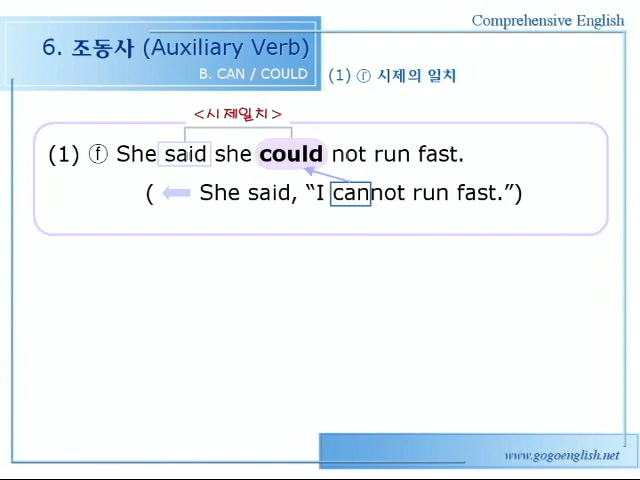 Comprehensive English
6. 조동사 (Auxiliary Verb)
B. CAN / COULD
(1) ⓕ 시제의 일치
<시제일치>
(1) ⓕ She said she could not run fast.
( She said, “I cannot run fast.”)
www.gogoenglish.net